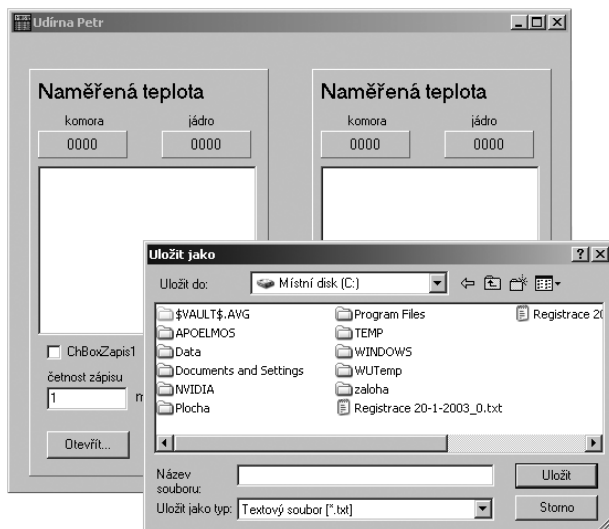 Udírna Petr
Naměřená teplota
komora
jádro
0000
0000
ChBoxZapis1
četnost zápisu
1
Otevřít...
Naměřená teplota
komora
jádro
0000
0000
Uložit jako
Uložit do:
Místní disk (C:)
$VAULT$.AVG
APOELMOS
Data
Documents and Settings
NVIDIA
Plocha
Program Files
TEMP
WINDOWS
WUTemp
zaloha
Registrace 20-1-2003_0.txt
Registrace 20
Název
souboru:
Uložit
Uložit jako typ:
Textový soubor [*.txt]
Storno